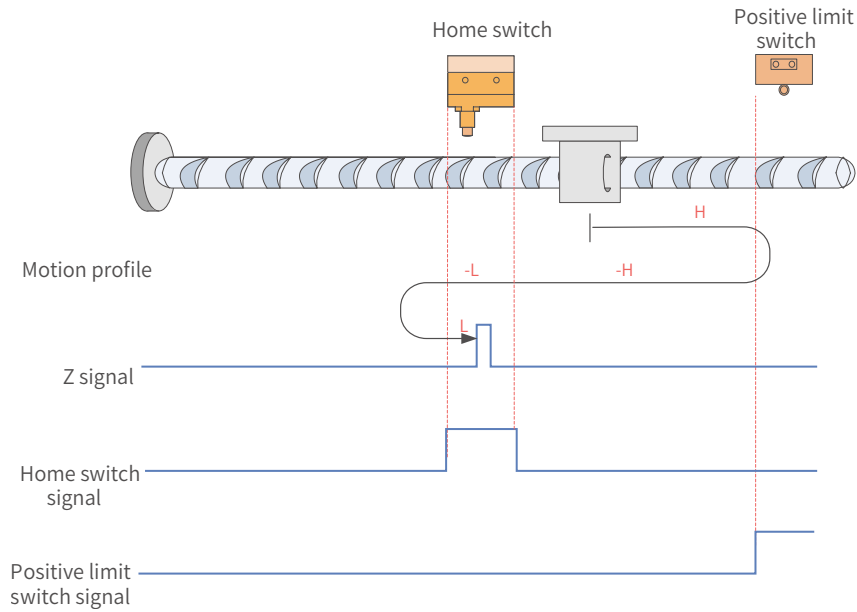 Home switch
Positive limit
switch
H
Motion profile
-L
-H
L
Z signal
Home switch
signal
Positive limit
switch signal